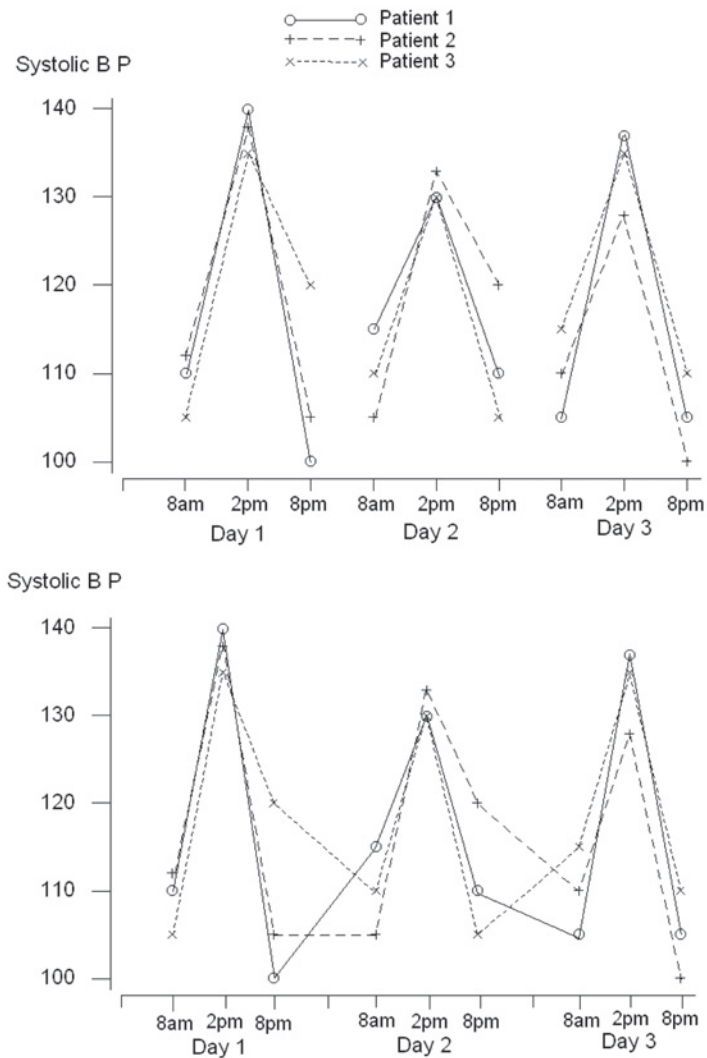 Patient 1
Patient 2
Patient 3
Systolic B P
140
130
120
110
100
8am 2pm 8pm 8am 2pm 8pm 8am 2pm 8pm
Day 1 Day 2 Day 3
Systolic B P
140
130
120
110
100
8am 2pm 8pm 8am 2pm 8pm 8am 2pm 8pm
Day 1 Day 2 Day 3